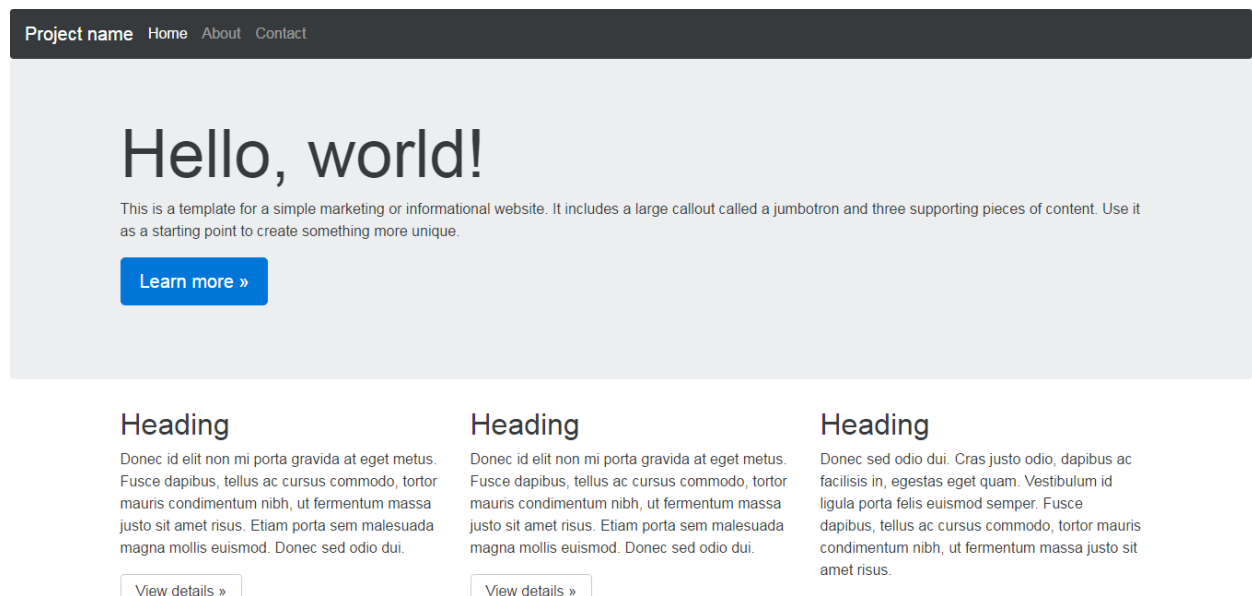 Project name Home About Contact
Hello, world!
This is a template for a simple marketing or informational website. It includes a large callout called a jumbotron and three supporting pieces of content. Use it
as a starting point to create something more unique.
Learn more »
Heading
Donec id elit non mi porta gravida at eget metus.
Fusce dapibus, tellus ac cursus commodo, tortor
mauris condimentum nibh, ut fermentum massa
justo sit amet risus. Etiam porta sem malesuada
magna mollis euismod. Donec sed odio dui.
View details »
Heading
Donec id elit non mi porta gravida at eget metus.
Fusce dapibus, tellus ac cursus commodo, tortor
mauris condimentum nibh, ut fermentum massa
justo sit amet risus. Etiam porta sem malesuada
magna mollis euismod. Donec sed odio dui.
View details »
Heading
Donec sed odio dui. Cras justo odio, dapibus ac
facilisis in, egestas eget quam. Vestibulum id
ligula porta felis euismod semper. Fusce
dapibus, tellus ac cursus commodo, tortor mauris
condimentum nibh, ut fermentum massa justo sit
amet risus.